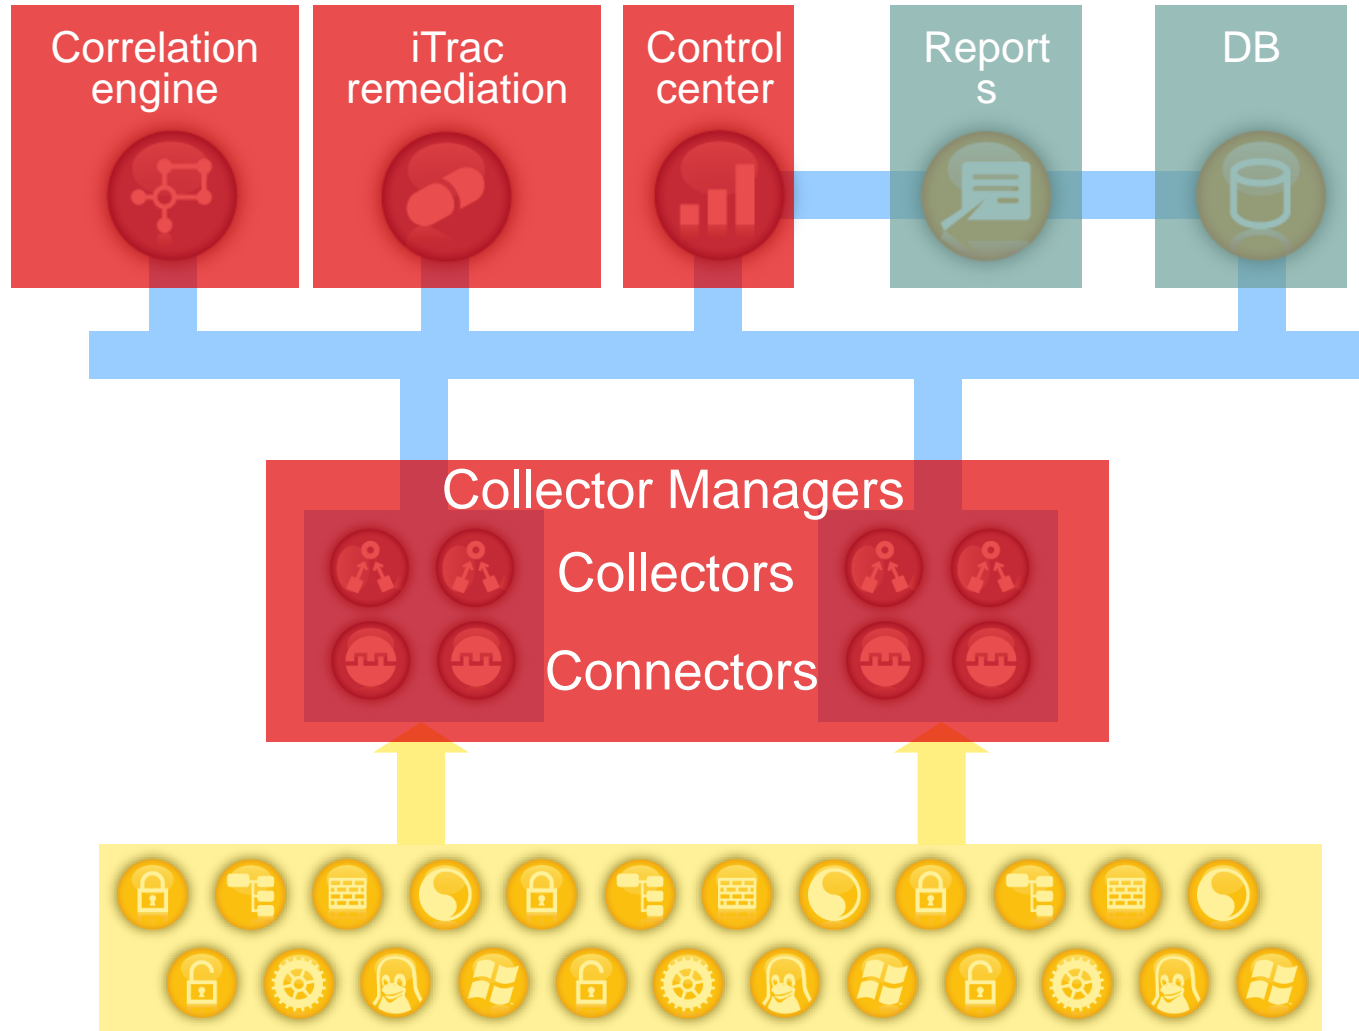 Correlation
engine
iTrac
remediation
Control
center
Report
s
DB
Collector Managers
Collectors
Connectors